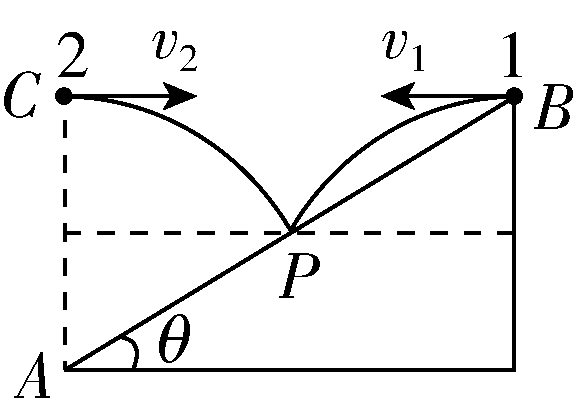 2 v₂ v₁ 1
C B
P
A θ